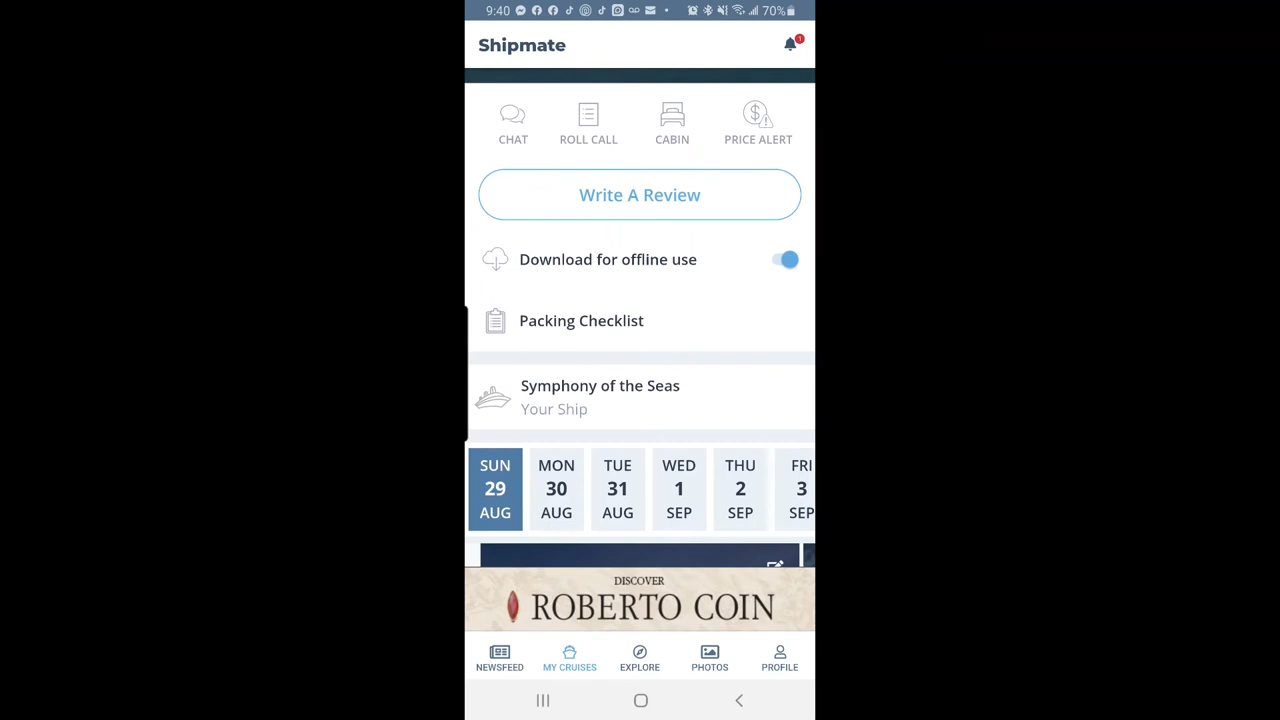 9:40 70%
Shipmate
1
CHAT ROLL CALL CABIN PRICE ALERT
Write A Review
Download for offline use
Packing Checklist
Symphony of the Seas
Your Ship
SUN MON TUE WED THU FRI
29 30 31 1 2 3
AUG AUG AUG SEP SEP SEP
DISCOVER
ROBERTO COIN
NEWSFEED MY CRUISES EXPLORE PHOTOS PROFILE